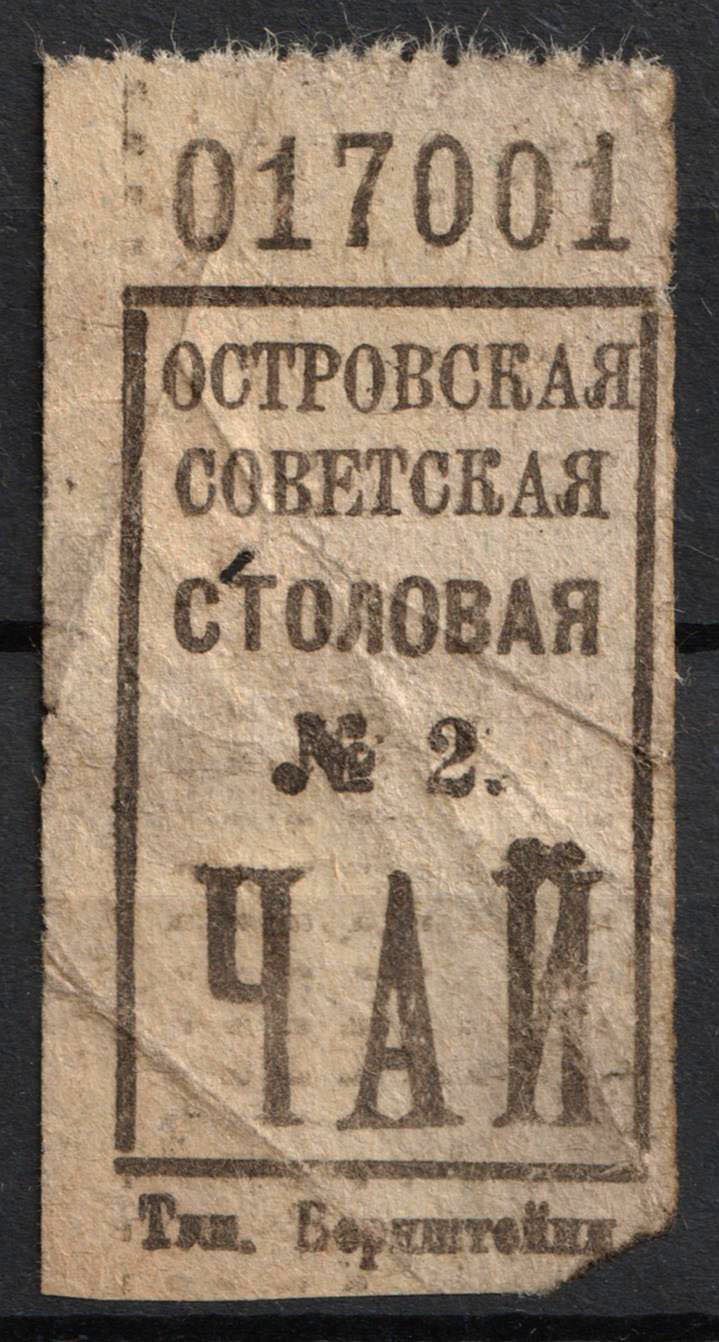 017001
ОСТРОВСКАЯ
СОВЕТСКАЯ
СТОЛОВАЯ
№ 2.
ЧАЙ
Тип. Бернштейна